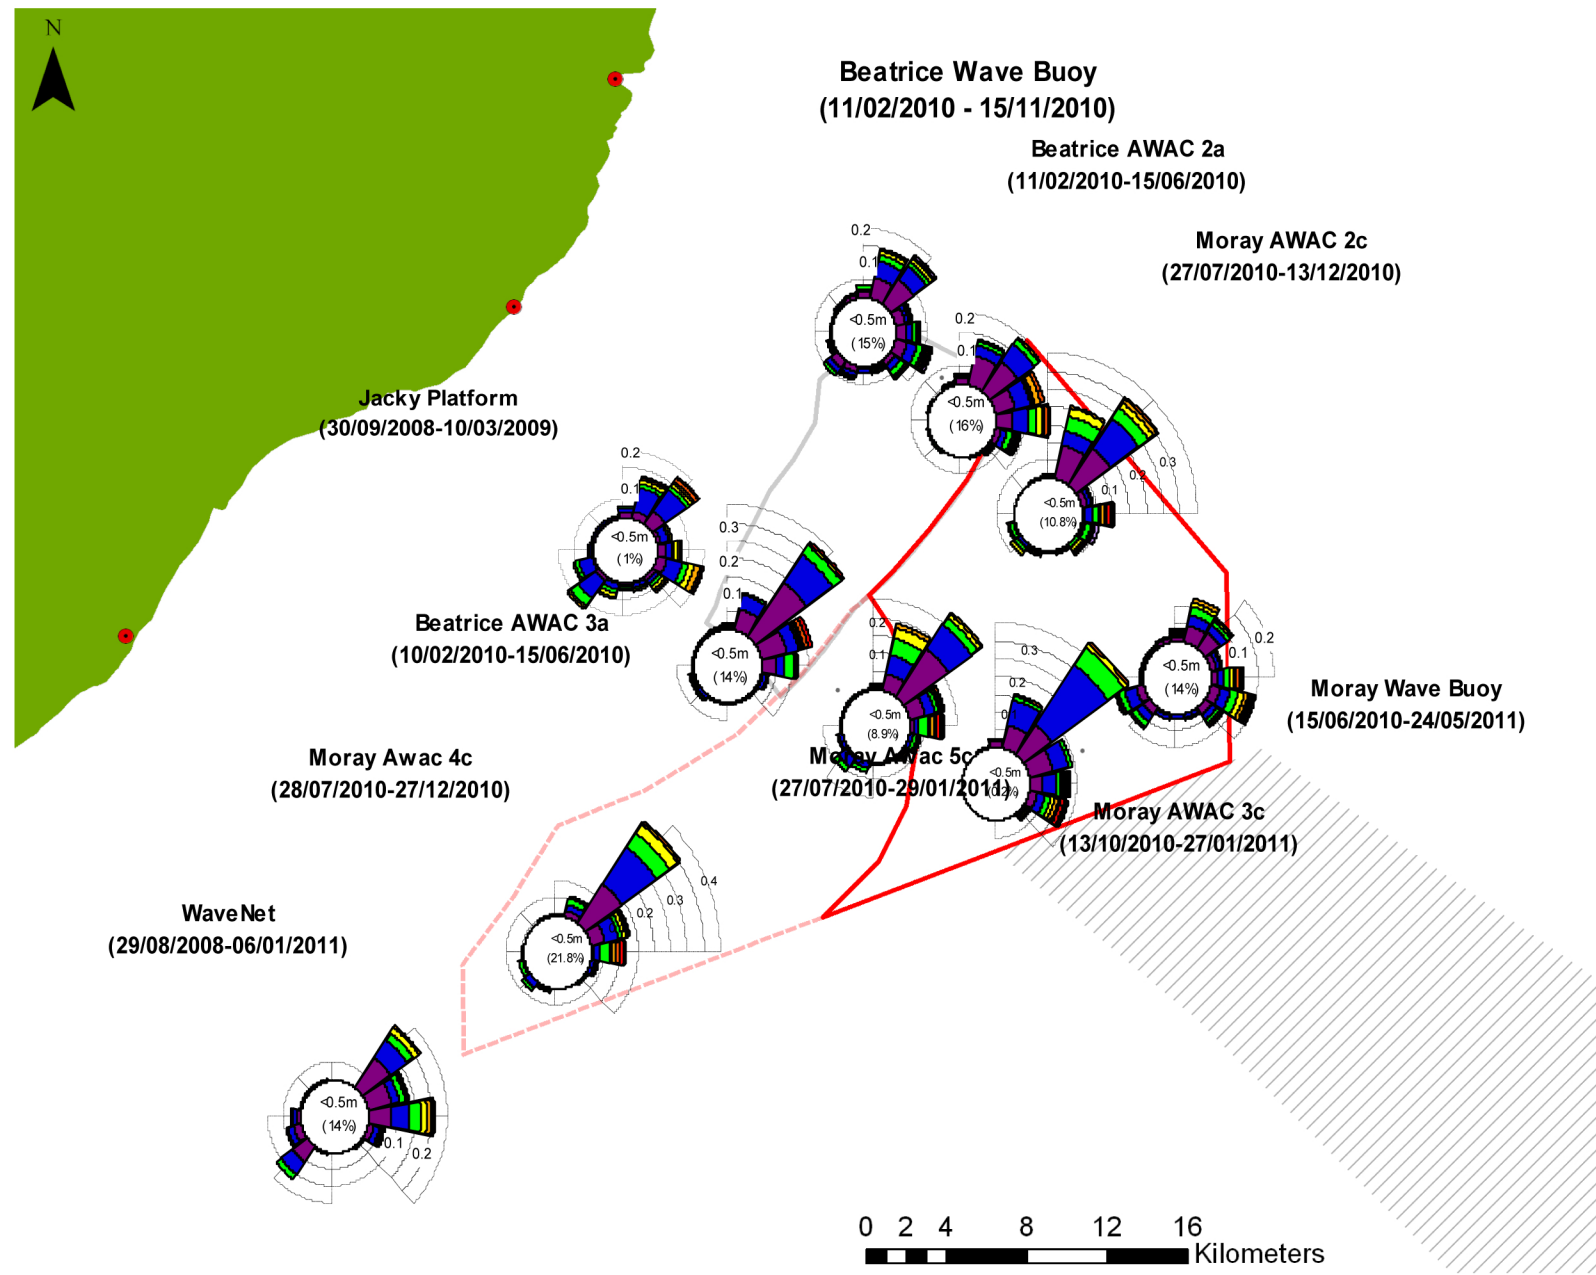 N
Beatrice Wave Buoy
(11/02/2010 - 15/11/2010)
Beatrice AWAC 2a
(11/02/2010-15/06/2010)
Moray AWAC 2c
(27/07/2010-13/12/2010)
0.2
0.1
<0.5m
(15%)
0.2
0.1
<0.5m
(16%)
Jacky Platform
(30/09/2008-10/03/2009)
0.3
0.2
0.1
<0.5m
(10.8%)
0.2
0.1
<0.5m
(1%)
0.3
0.2
0.1
<0.5m
(14%)
Beatrice AWAC 3a
(10/02/2010-15/06/2010)
0.2
0.1
<0.5m
(8.9%)
0.3
0.2
0.1
<0.5m
0.2
0.1
<0.5m
(14%)
Moray Wave Buoy
(15/06/2010-24/05/2011)
Moray Awac 4c
(28/07/2010-27/12/2010)
Moray Awac 5c
(27/07/2010-29/01/2011)
Moray AWAC 3c
(13/10/2010-27/01/2011)
0.4
0.3
0.2
<0.5m
(21.8%)
WaveNet
(29/08/2008-06/01/2011)
<0.5m
(14%)
0.1
0.2
0 2 4 8 12 16
Kilometers